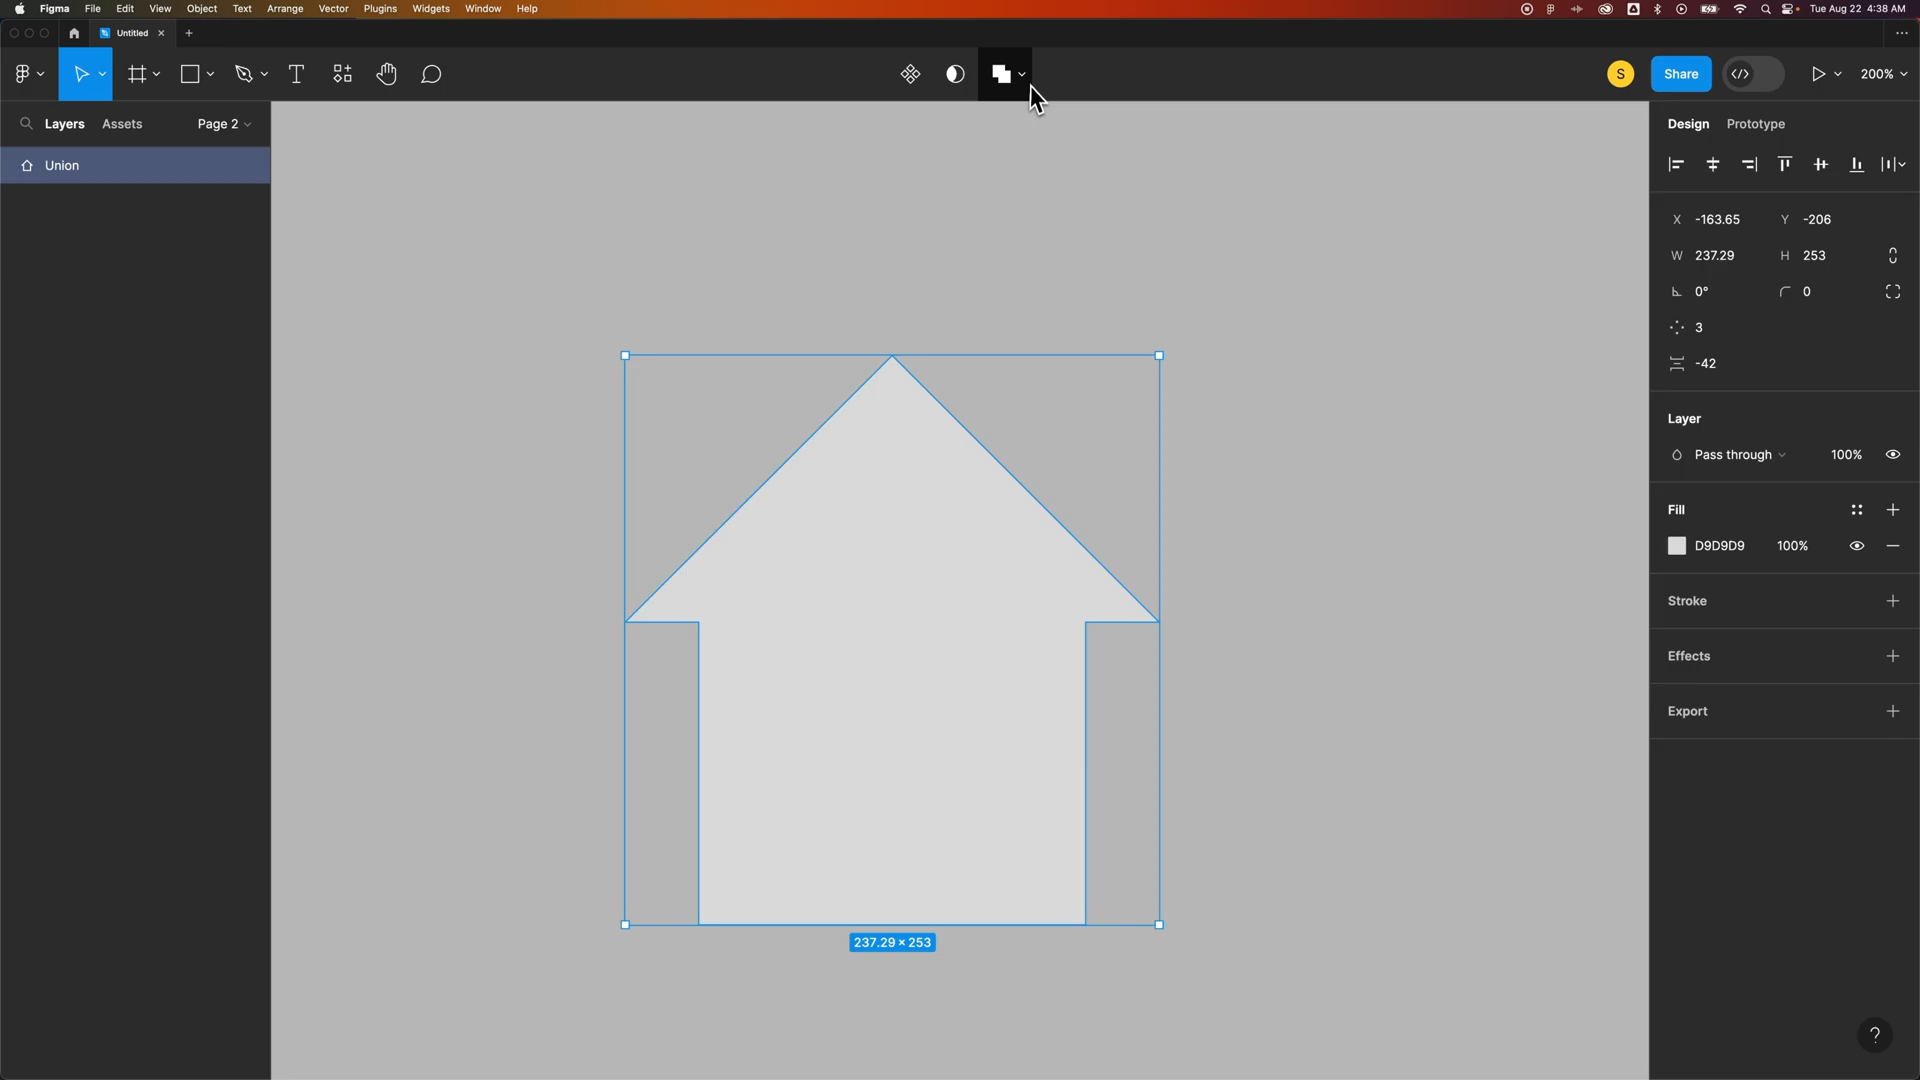 Figma File Edit View Object Text Arrange Vector Plugins Widgets Window Help Tue Aug 22 4:38 AM
Untitled
S Share 200%
Layers Assets Page 2
Union
Design Prototype
X -163.65 Y -206
W 237.29 H 253
0° 0
3
-42
Layer
Pass through 100%
Fill
D9D9D9 100%
Stroke
Effects
Export
237.29 × 253
?